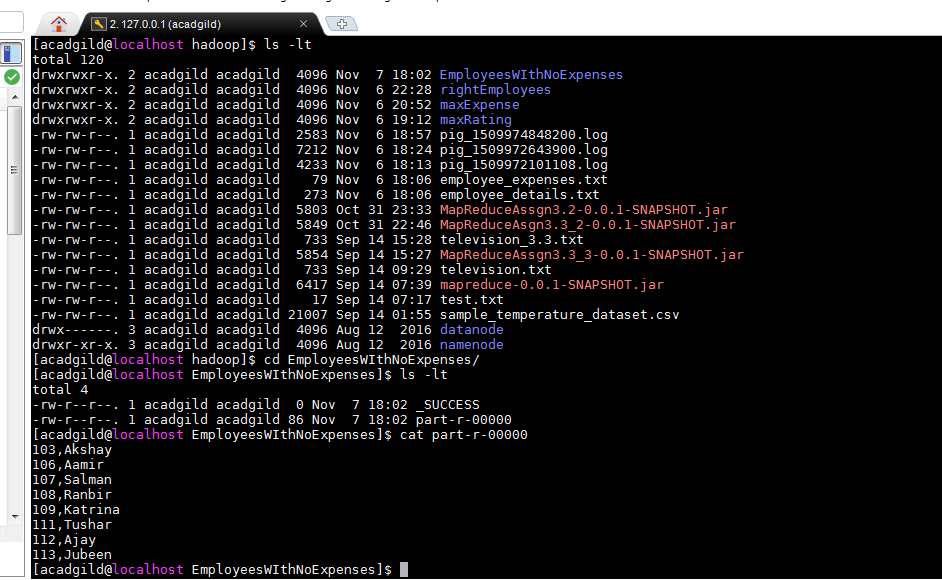 2. 127.0.0.1 (acadgild)
[acadgild@localhost hadoop]$ ls -lt
total 120
drwxrwxr-x. 2 acadgild acadgild  4096 Nov  7 18:02 EmployeesWIthNoExpenses
drwxrwxr-x. 2 acadgild acadgild  4096 Nov  6 22:28 rightEmployees
drwxrwxr-x. 2 acadgild acadgild  4096 Nov  6 20:52 maxExpense
drwxrwxr-x. 2 acadgild acadgild  4096 Nov  6 19:12 maxRating
-rw-rw-r--. 1 acadgild acadgild  2583 Nov  6 18:57 pig_1509974848200.log
-rw-rw-r--. 1 acadgild acadgild  7212 Nov  6 18:24 pig_1509972643900.log
-rw-rw-r--. 1 acadgild acadgild  4233 Nov  6 18:13 pig_1509972101108.log
-rw-rw-r--. 1 acadgild acadgild    79 Nov  6 18:06 employee_expenses.txt
-rw-rw-r--. 1 acadgild acadgild   273 Nov  6 18:06 employee_details.txt
-rw-rw-r--. 1 acadgild acadgild  5803 Oct 31 23:33 MapReduceAssgn3.2-0.0.1-SNAPSHOT.jar
-rw-rw-r--. 1 acadgild acadgild  5849 Oct 31 22:46 MapReduceAsgn3.3_2-0.0.1-SNAPSHOT.jar
-rw-rw-r--. 1 acadgild acadgild   733 Sep 14 15:28 television_3.3.txt
-rw-rw-r--. 1 acadgild acadgild  5854 Sep 14 15:27 MapReduceAssgn3.3_3-0.0.1-SNAPSHOT.jar
-rw-rw-r--. 1 acadgild acadgild   733 Sep 14 09:29 television.txt
-rw-rw-r--. 1 acadgild acadgild  6417 Sep 14 07:39 mapreduce-0.0.1-SNAPSHOT.jar
-rw-rw-r--. 1 acadgild acadgild    17 Sep 14 07:17 test.txt
-rw-rw-r--. 1 acadgild acadgild 21007 Sep 14 01:55 sample_temperature_dataset.csv
drwx------. 3 acadgild acadgild  4096 Aug 12  2016 datanode
drwxr-xr-x. 3 acadgild acadgild  4096 Aug 12  2016 namenode
[acadgild@localhost hadoop]$ cd EmployeesWIthNoExpenses/
[acadgild@localhost EmployeesWIthNoExpenses]$ ls -lt
total 4
-rw-r--r--. 1 acadgild acadgild  0 Nov  7 18:02 _SUCCESS
-rw-r--r--. 1 acadgild acadgild 86 Nov  7 18:02 part-r-00000
[acadgild@localhost EmployeesWIthNoExpenses]$ cat part-r-00000
103,Akshay
106,Aamir
107,Salman
108,Ranbir
109,Katrina
111,Tushar
112,Ajay
113,Jubeen
[acadgild@localhost EmployeesWIthNoExpenses]$